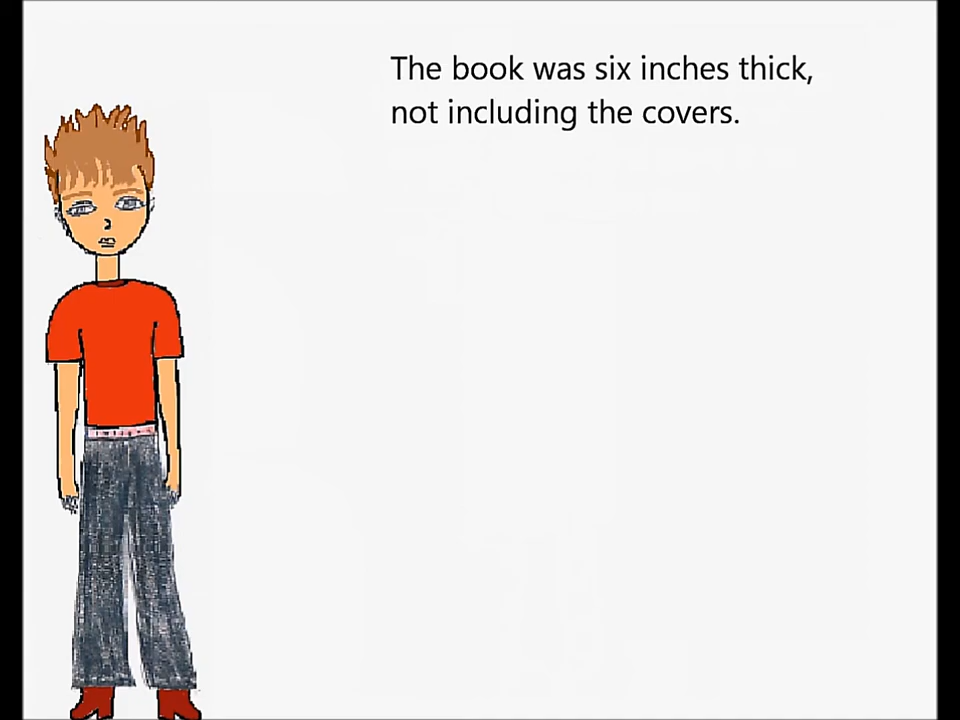 The book was six inches thick,
not including the covers.